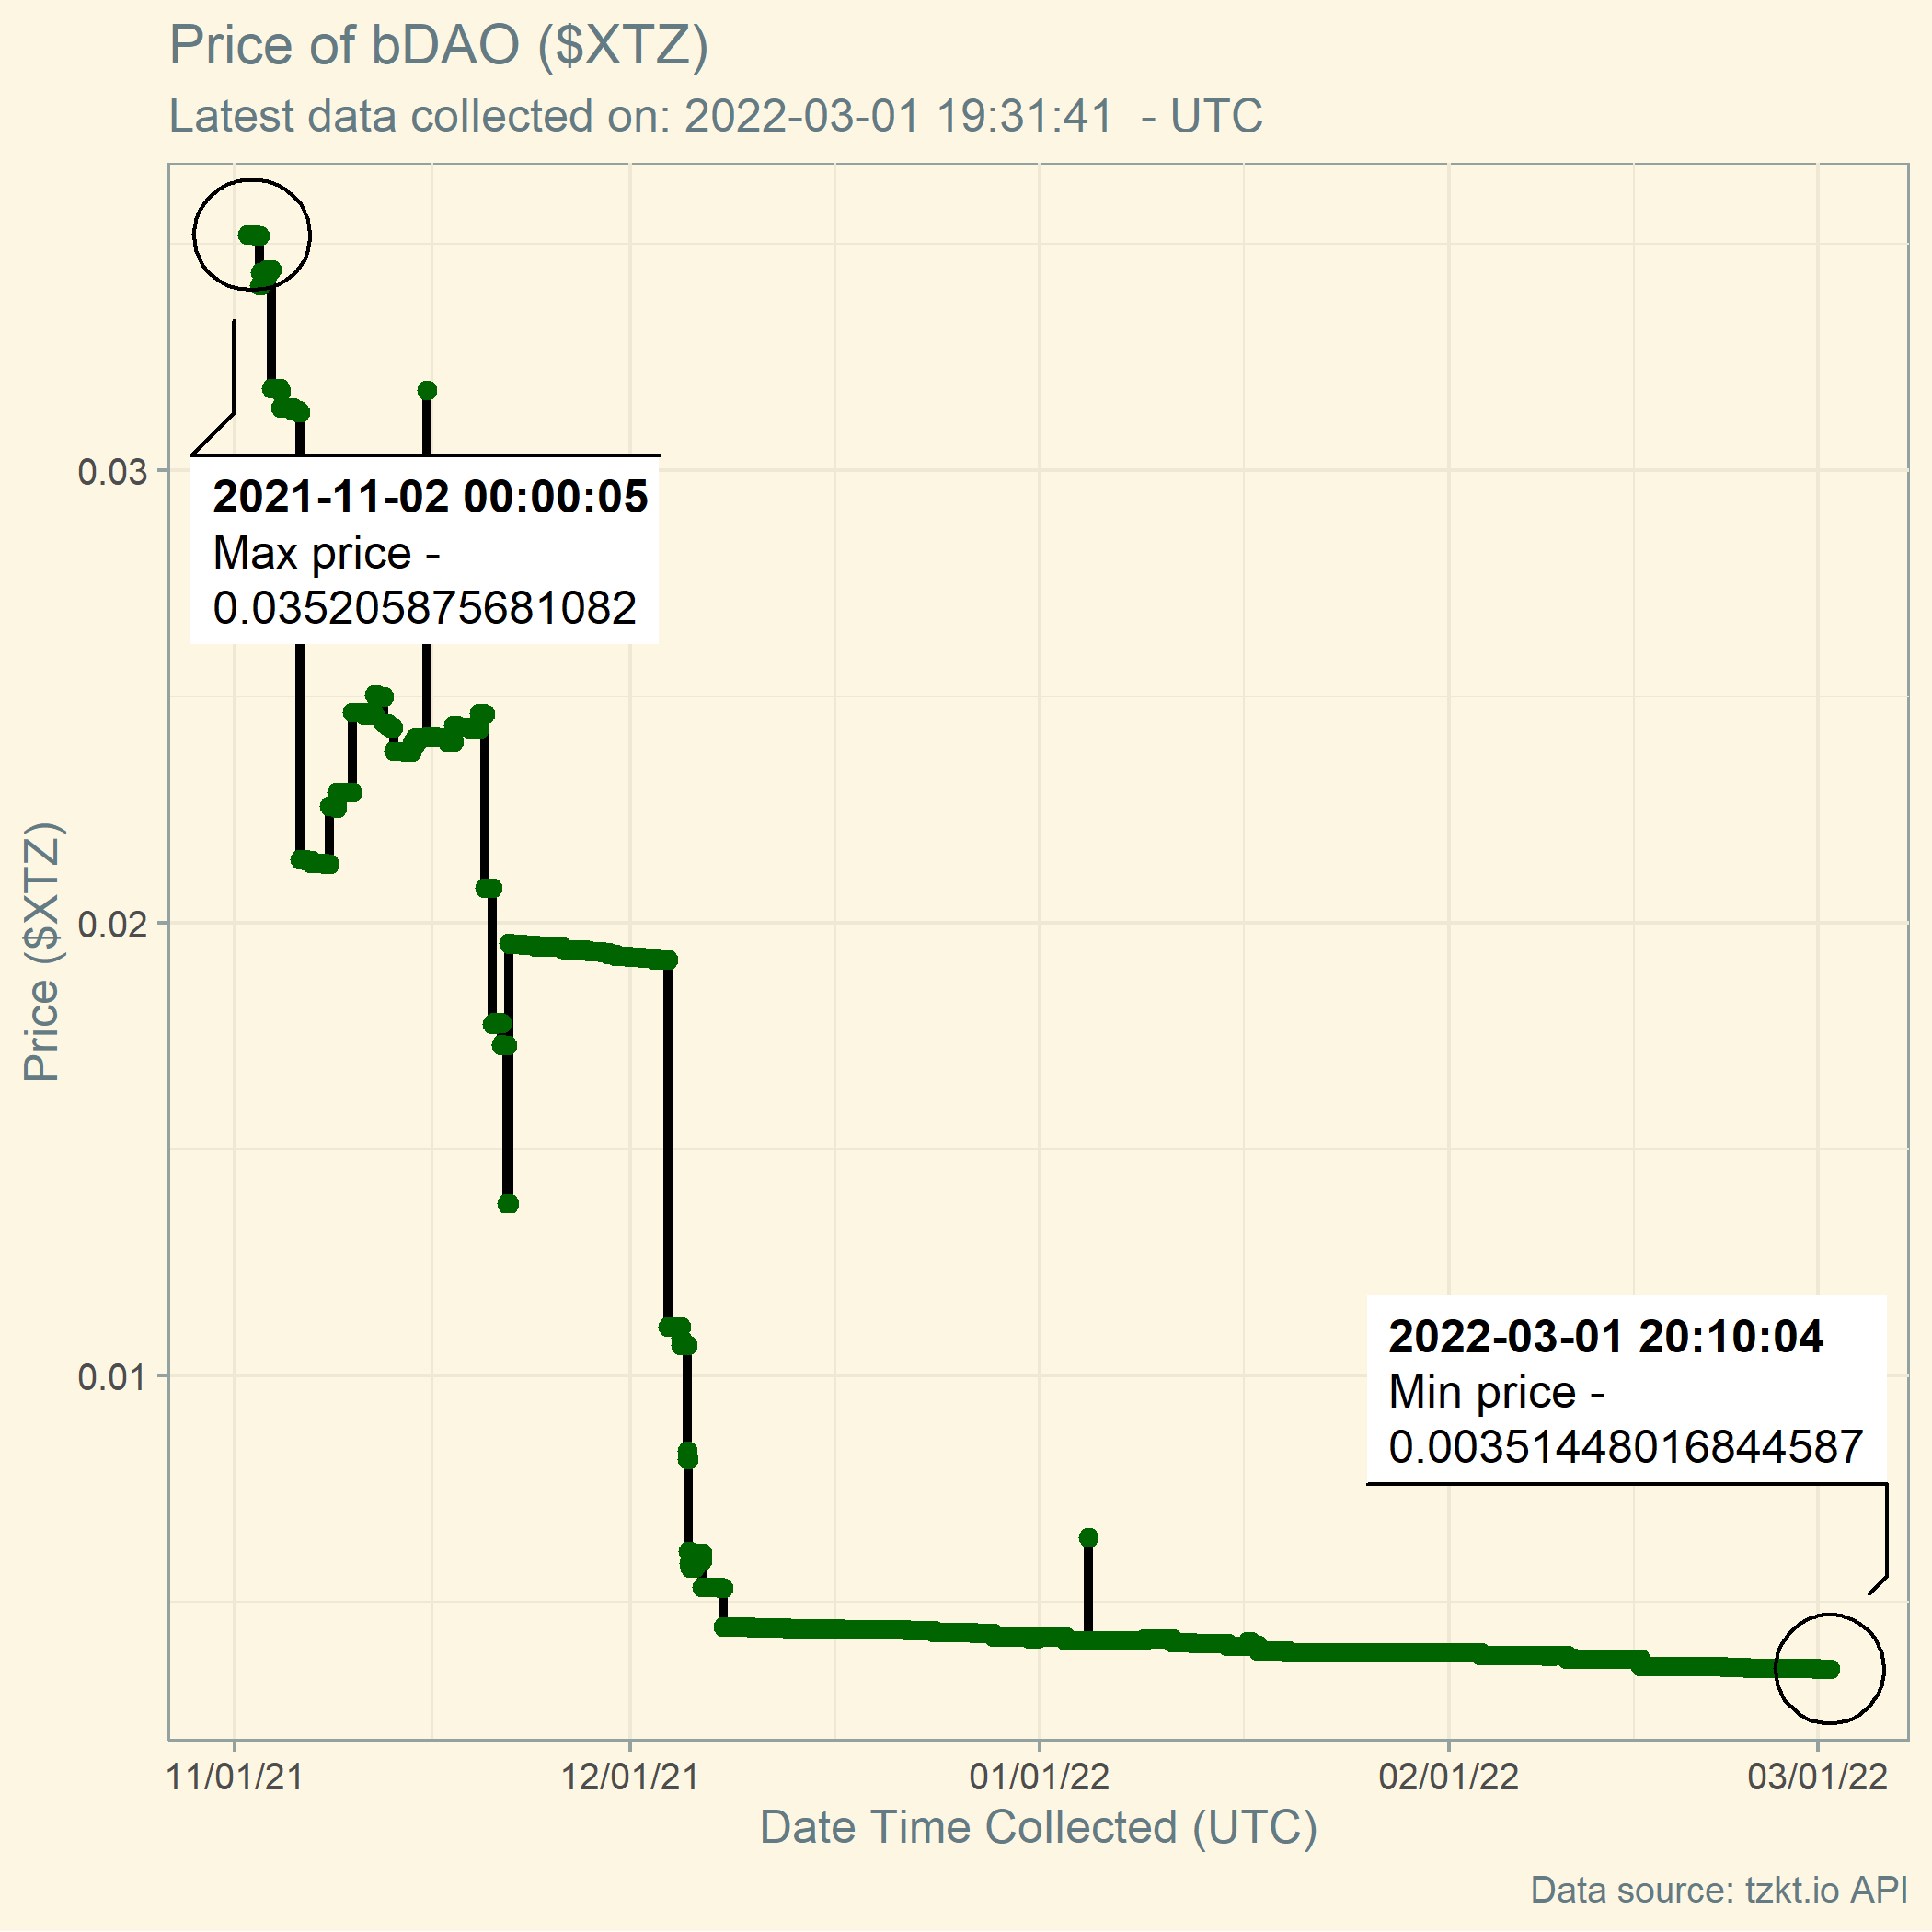 Price of bDAO ($XTZ)
Latest data collected on: 2022-03-01 19:31:41  - UTC
Price ($XTZ)
0.03
0.02
0.01
2021-11-02 00:00:05
Max price -
0.035205875681082
2022-03-01 20:10:04
Min price -
0.00351448016844587
11/01/21
12/01/21
01/01/22
02/01/22
03/01/22
Date Time Collected (UTC)
Data source: tzkt.io API